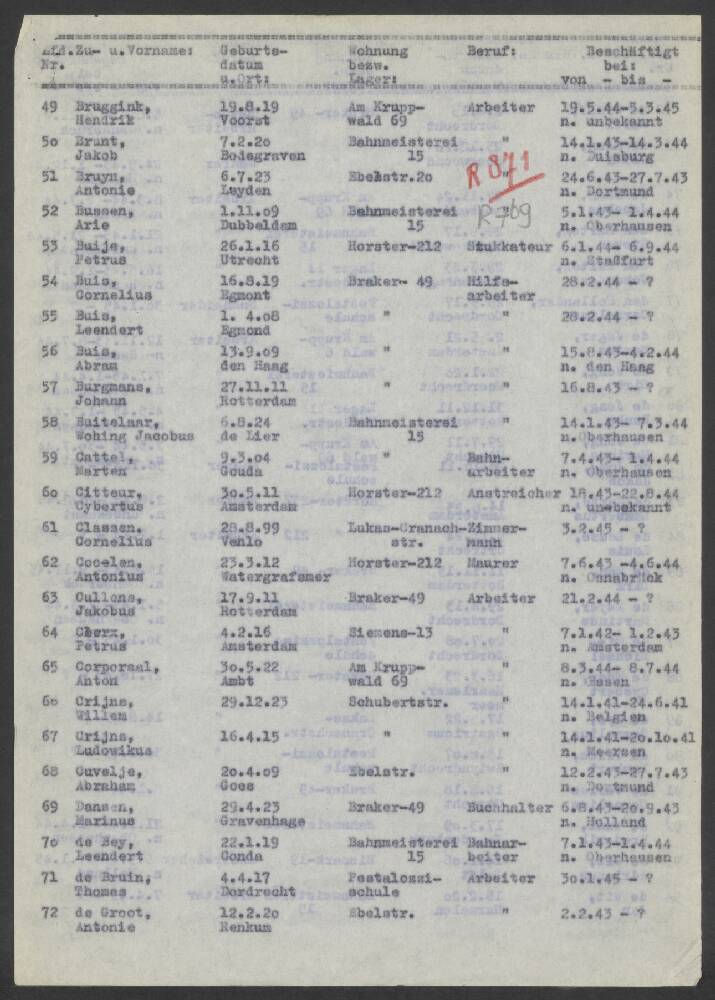 Lfd. Zu- u. Vorname: Geburts- Wohnung Beruf: Beschäftigt
Nr. datum bezw. bei:
u.Ort: Lager: von - bis -
49 Bruggink, 19.8.19 Am Krupp- Arbeiter 19.5.44-5.3.45
Hendrik Voorst wald 69 n. unbekannt
5o Brunt, 7.2.2o Bahnmeisterei " 14.1.43-14.3.44
Jakob Bodegraven 15 n. Duisburg
51 Bruyn, 6.7.23 Ebelstr.2o " 24.6.43-27.7.43
Antonie Leyden n. Dortmund
R 871
52 Bussen, 1.11.o9 Bahnmeisterei " 5.1.43- 1.4.44
Arie Dubbeldam 15 n. Oberhausen
R 769
53 Buijs, 26.1.16 Horster-212 Stukkateur 6.1.44- 6.9.44
Petrus Utrecht n. Staßfurt
54 Buis, 16.8.19 Braker- 49 Hilfs- 28.2.44 - ?
Cornelius Egmont arbeiter
55 Buis, 1. 4.o8 " " 28.2.44 - ?
Leendert Egmond
56 Buis, 13.9.o9 " " 15.8.43-4.2.44
Abram den Haag n. den Haag
57 Burgmans, 27.11.11 " " 16.8.43 - ?
Johann Rotterdam
58 Buitelaar, 6.8.24 Bahnmeisterei " 14.1.43- 7.3.44
Wohing Jacobus de Lier 15 n. Oberhausen
59 Cattel, 9.3.o4 " Bahn- 7.4.43- 1.4.44
Marten Gouda arbeiter n. Oberhausen
6o Citteur, 3o.5.11 Horster-212 Anstreicher 18.43-22.8.44
Cybertus Amsterdam n. unbekannt
61 Classen, 28.8.99 Lukas-Cranach- Zimmer- 3.2.45 - ?
Cornelius Venlo str. mann
62 Cooelen, 23.3.12 Horster-212 Maurer 7.6.43 -4.6.44
Antonius Watergrafsmer n. Osnabrück
63 Cullens, 17.9.11 Braker-49 Arbeiter 21.2.44 - ?
Jakobus Rotterdam
64 4.2.16 Siemens-13 " 7.1.42- 1.2.43
Petrus Amsterdam n. Amsterdam
65 Corporaal, 3o.5.22 Am Krupp- " 8.3.44- 8.7.44
Anton Ambt wald 69 n. Essen
66 Crijns, 29.12.23 Schubertstr. " 14.1.41-24.6.41
Willem n. Belgien
67 Crijns, 16.4.15 " " 14.1.41-2o.1o.41
Ludowikus n. Meersen
68 Cuvelje, 2o.4.o9 Ebelstr. " 12.2.43-27.7.43
Abraham Goes n. Dortmund
69 Dansen, 29.4.23 Braker-49 Buchhalter 6.8.43-2o.9.43
Marinus Gravenhage n. Holland
7o de Bey, 22.1.19 Bahnmeisterei Bahnar- 7.1.43-1.4.44
Leendert Gonda 15 beiter n. Oberhausen
71 de Bruin, 4.4.17 Pestalozzi- Arbeiter 3o.1.45 - ?
Thomas Dordrecht schule
72 de Groot, 12.2.2o Ebelstr. " 2.2.43 - ?
Antonie Renkum